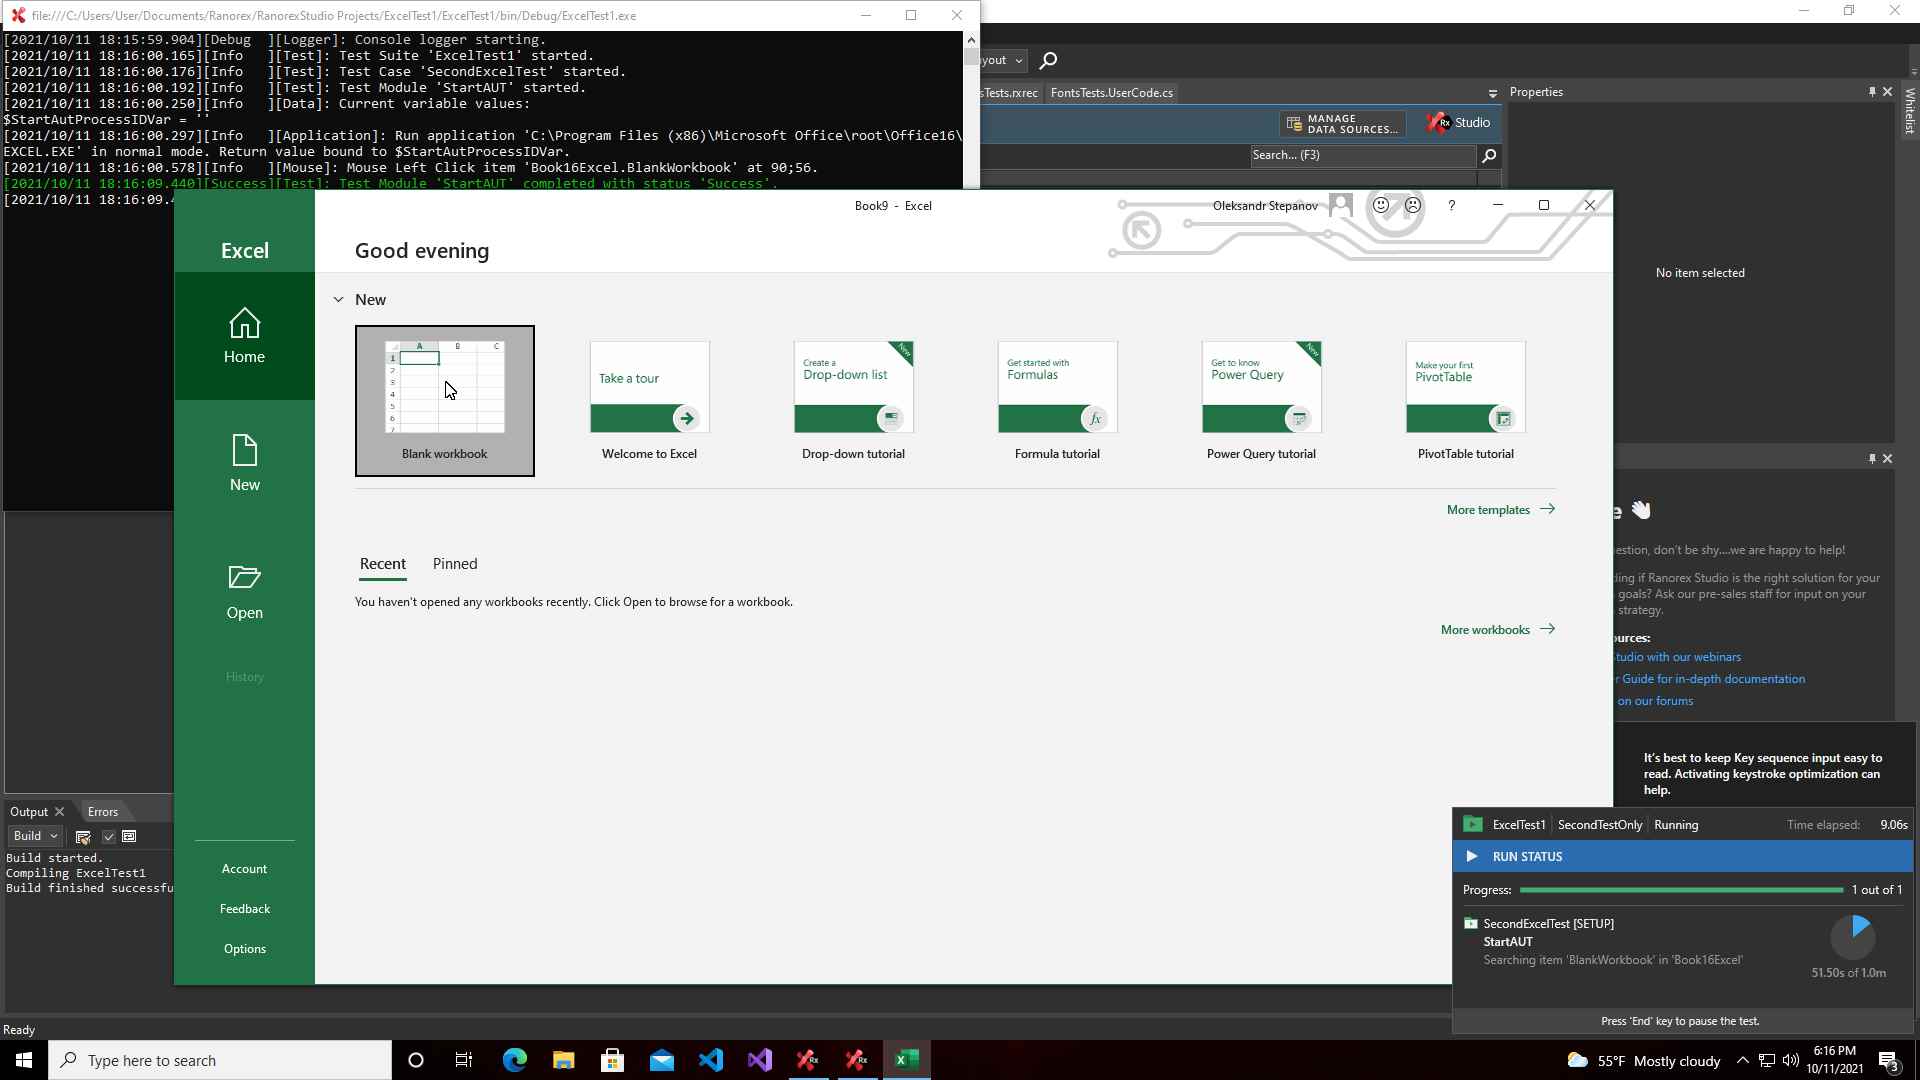 file:///C:/Users/User/Documents/Ranorex/RanorexStudio Projects/ExcelTest1/ExcelTest1/bin/Debug/ExcelTest1.exe
[2021/10/11 18:15:59.904][Debug  ][Logger]: Console logger starting.
[2021/10/11 18:16:00.165][Info   ][Test]: Test Suite 'ExcelTest1' started.
[2021/10/11 18:16:00.176][Info   ][Test]: Test Case 'SecondExcelTest' started.
[2021/10/11 18:16:00.192][Info   ][Test]: Test Module 'StartAUT' started.
[2021/10/11 18:16:00.250][Info   ][Data]: Current variable values:
$StartAutProcessIDVar = ''
[2021/10/11 18:16:00.297][Info   ][Application]: Run application 'C:\Program Files (x86)\Microsoft Office\root\Office16\
EXCEL.EXE' in normal mode. Return value bound to $StartAutProcessIDVar.
[2021/10/11 18:16:00.578][Info   ][Mouse]: Mouse Left Click item 'Book16Excel.BlankWorkbook' at 90;56.
[2021/10/11 18:16:09.440][Success][Test]: Test Module 'StartAUT' completed with status 'Success'.
[2021/10/11 18:16:09.4
yout
sTests.rxrec
FontsTests.UserCode.cs
MANAGE
DATA SOURCES...
Rx Studio
Search... (F3)
Properties
Whitelist
No item selected
Book9 - Excel
Oleksandr Stepanov
?
Excel
Home
New
Open
History
Account
Feedback
Options
Good evening
New
A B C
1
2
3
4
5
6
7
Blank workbook
Take a tour
Welcome to Excel
Create a
Drop-down list
New
Drop-down tutorial
Get started with
Formulas
fx
Formula tutorial
Get to know
Power Query
New
Power Query tutorial
Make your first
PivotTable
PivotTable tutorial
More templates
Recent
Pinned
You haven't opened any workbooks recently. Click Open to browse for a workbook.
More workbooks
e
estion, don't be shy....we are happy to help!
ding if Ranorex Studio is the right solution for your
goals? Ask our pre-sales staff for input on your
strategy.
ources:
Studio with our webinars
r Guide for in-depth documentation
on our forums
It's best to keep Key sequence input easy to
read. Activating keystroke optimization can
help.
ExcelTest1
SecondTestOnly
Running
Time elapsed: 9.06s
RUN STATUS
Progress:
1 out of 1
SecondExcelTest [SETUP]
StartAUT
Searching item 'BlankWorkbook' in 'Book16Excel'
51.50s of 1.0m
Press 'End' key to pause the test.
Output
Errors
Build
Build started.
Compiling ExcelTest1
Build finished successfu
Ready
Type here to search
Rx
Rx
55°F Mostly cloudy
6:16 PM
10/11/2021
3